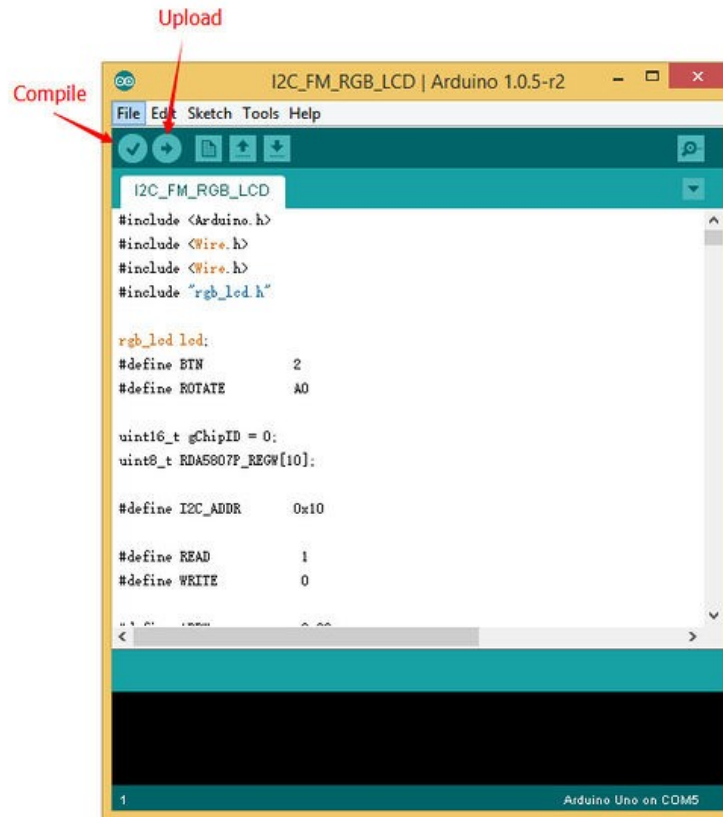 Upload
Compile
I2C_FM_RGB_LCD | Arduino 1.0.5-r2
File Edit Sketch Tools Help
I2C_FM_RGB_LCD
#include <Arduino.h>
#include <Wire.h>
#include <Wire.h>
#include "rgb_lcd.h"
rgb_lcd lcd;
#define BTN 2
#define ROTATE A0
uint16_t gChipID = 0;
uint8_t RDA5807P_REGW[10];
#define I2C_ADDR 0x10
#define READ 1
#define WRITE 0
1
Arduino Uno on COM5